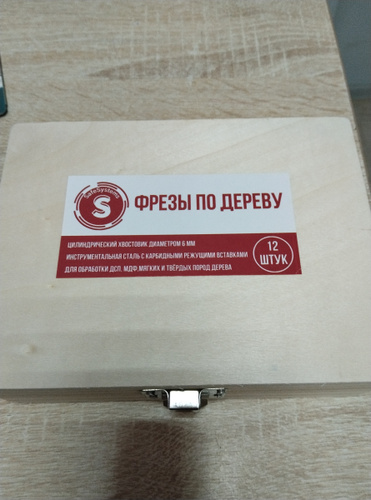 SafeSystem
S
ФРЕЗЫ ПО ДЕРЕВУ
ЦИЛИНДРИЧЕСКИЙ ХВОСТОВИК ДИАМЕТРОМ 6 ММ
ИНСТРУМЕНТАЛЬНАЯ СТАЛЬ С КАРБИДНЫМИ РЕЖУЩИМИ ВСТАВКАМИ
ДЛЯ ОБРАБОТКИ ДСП, МДФ,МЯГКИХ И ТВЁРДЫХ ПОРОД ДЕРЕВА
12
ШТУК